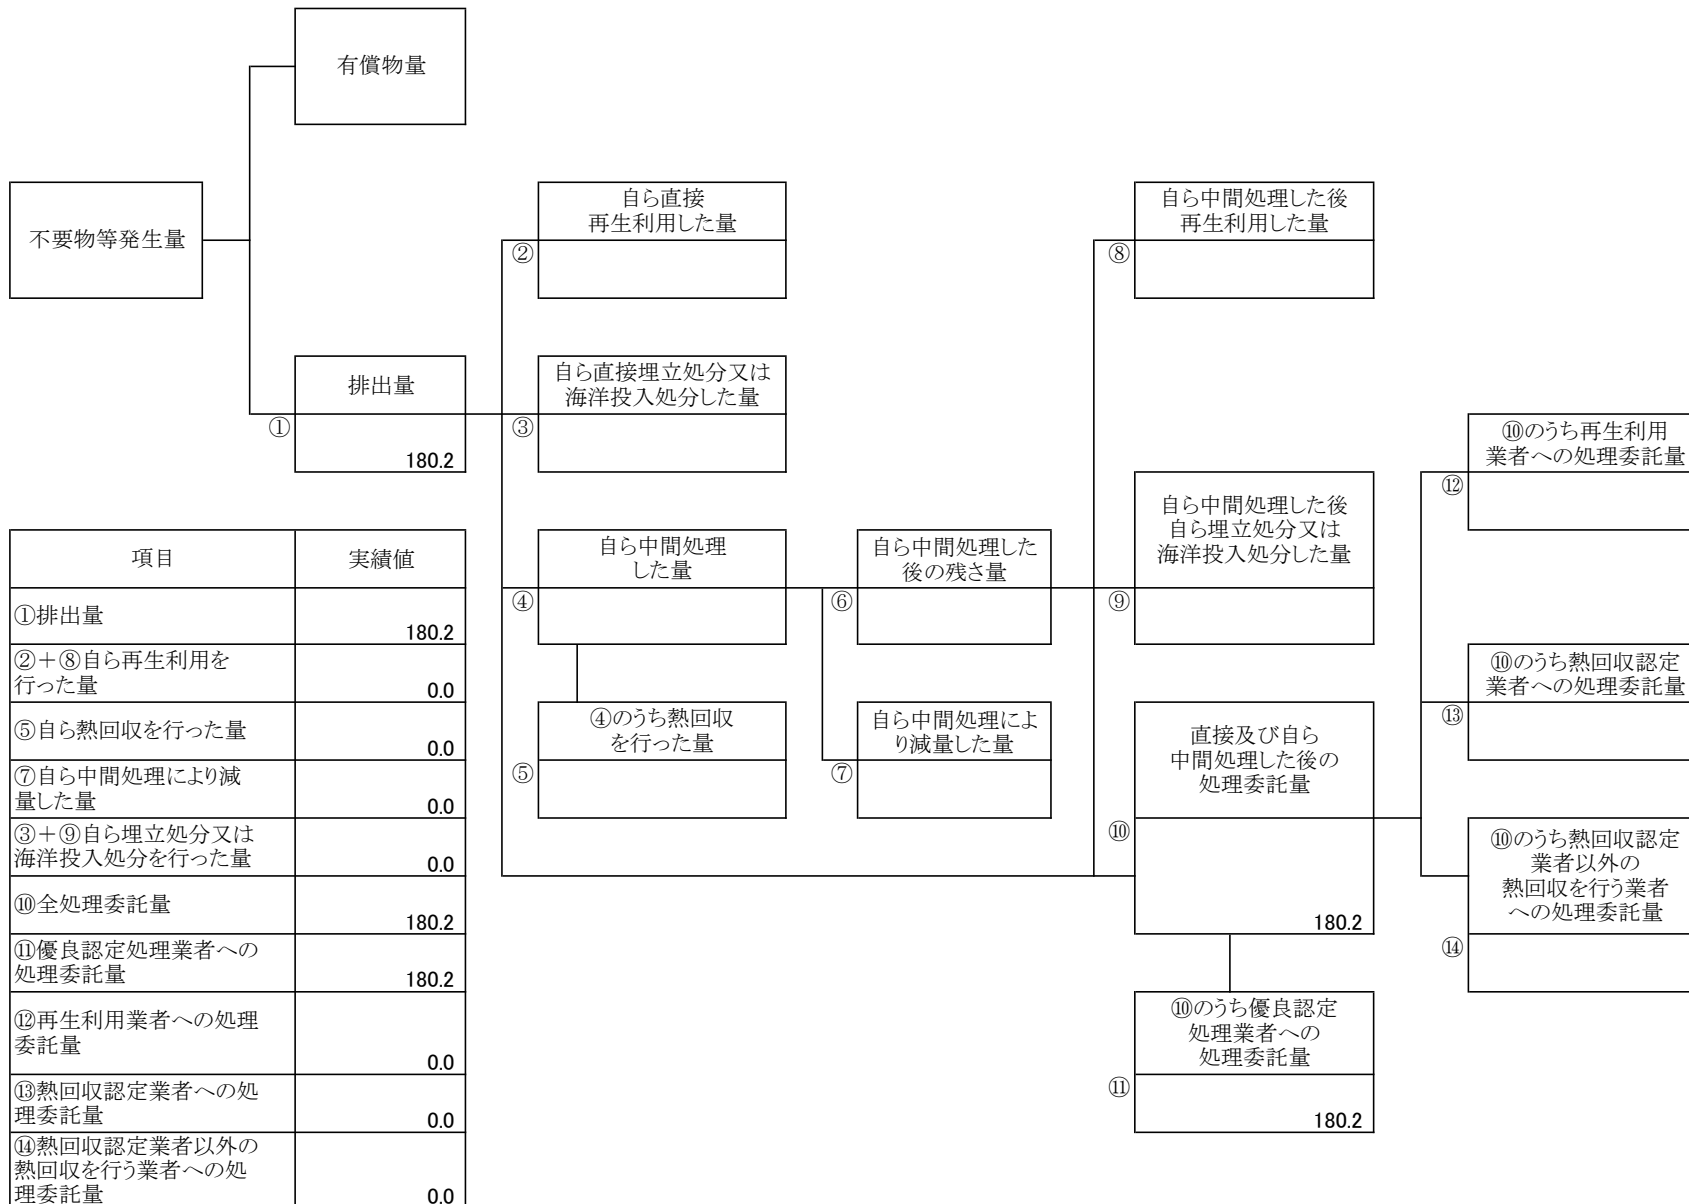 有償物量
不要物等発生量
自ら直接
再生利用した量
②
自ら中間処理した後
再生利用した量
⑧
排出量
①
180.2
自ら直接埋立処分又は
海洋投入処分した量
③
⑩のうち再生利用
業者への処理委託量
⑫
自ら中間処理した後
自ら埋立処分又は
海洋投入処分した量
⑨
自ら中間処理
した量
④
自ら中間処理した
後の残さ量
⑥
④のうち熱回収
を行った量
⑤
自ら中間処理によ
り減量した量
⑦
直接及び自ら
中間処理した後の
処理委託量
⑩
180.2
⑩のうち熱回収認定
業者への処理委託量
⑬
⑩のうち熱回収認定
業者以外の
熱回収を行う業者
への処理委託量
⑭
⑩のうち優良認定
処理業者への
処理委託量
⑪
180.2
項目 実績値
①排出量 180.2
②+⑧自ら再生利用を
行った量 0.0
⑤自ら熱回収を行った量 0.0
⑦自ら中間処理により減
量した量 0.0
③+⑨自ら埋立処分又は
海洋投入処分を行った量 0.0
⑩全処理委託量 180.2
⑪優良認定処理業者への
処理委託量 180.2
⑫再生利用業者への処理
委託量 0.0
⑬熱回収認定業者への処
理委託量 0.0
⑭熱回収認定業者以外の
熱回収を行う業者への処
理委託量 0.0